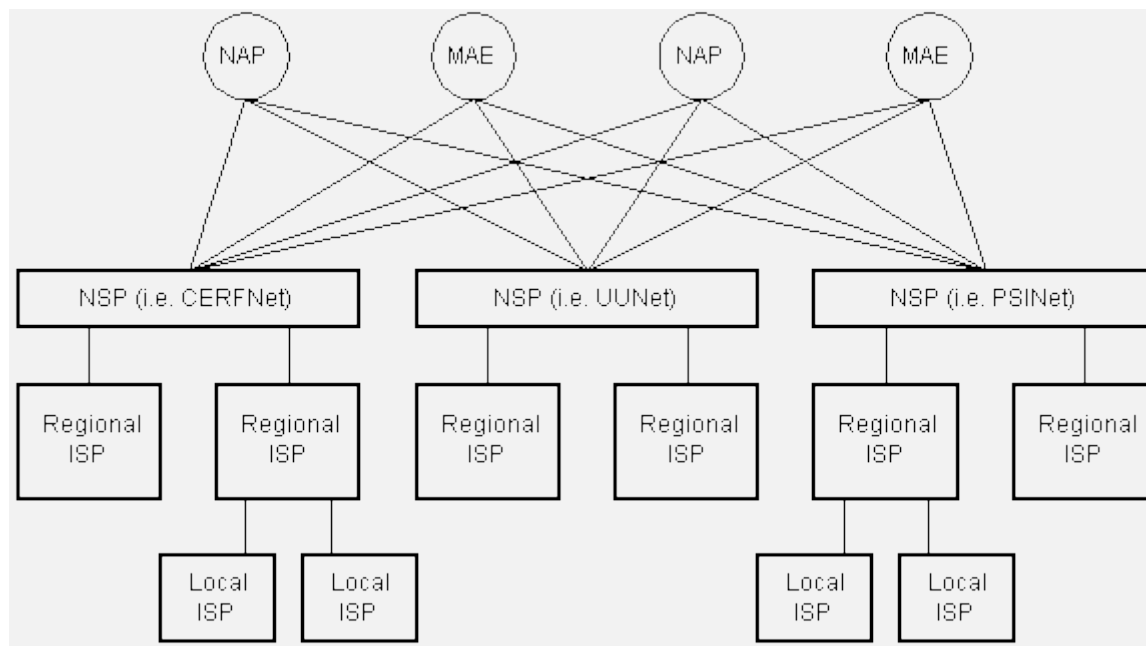 NAP
MAE
NAP
MAE
NSP (i.e. CERFNet)
NSP (i.e. UUNet)
NSP (i.e. PSINet)
Regional
ISP
Regional
ISP
Regional
ISP
Regional
ISP
Regional
ISP
Regional
ISP
Local
ISP
Local
ISP
Local
ISP
Local
ISP